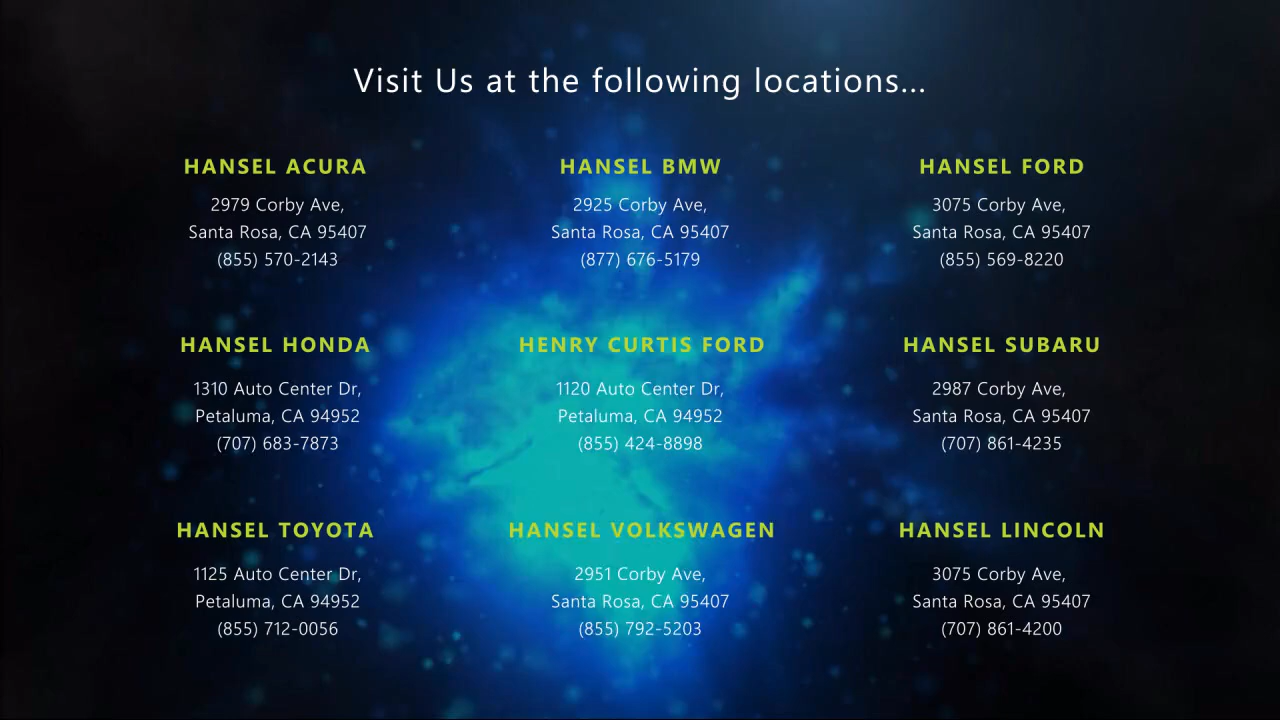 Visit Us at the following locations...
HANSEL ACURA
2979 Corby Ave,
Santa Rosa, CA 95407
(855) 570-2143
HANSEL BMW
2925 Corby Ave,
Santa Rosa, CA 95407
(877) 676-5179
HANSEL FORD
3075 Corby Ave,
Santa Rosa, CA 95407
(855) 569-8220
HANSEL HONDA
1310 Auto Center Dr,
Petaluma, CA 94952
(707) 683-7873
HENRY CURTIS FORD
1120 Auto Center Dr,
Petaluma, CA 94952
(855) 424-8898
HANSEL SUBARU
2987 Corby Ave,
Santa Rosa, CA 95407
(707) 861-4235
HANSEL TOYOTA
1125 Auto Center Dr,
Petaluma, CA 94952
(855) 712-0056
HANSEL VOLKSWAGEN
2951 Corby Ave,
Santa Rosa, CA 95407
(855) 792-5203
HANSEL LINCOLN
3075 Corby Ave,
Santa Rosa, CA 95407
(707) 861-4200